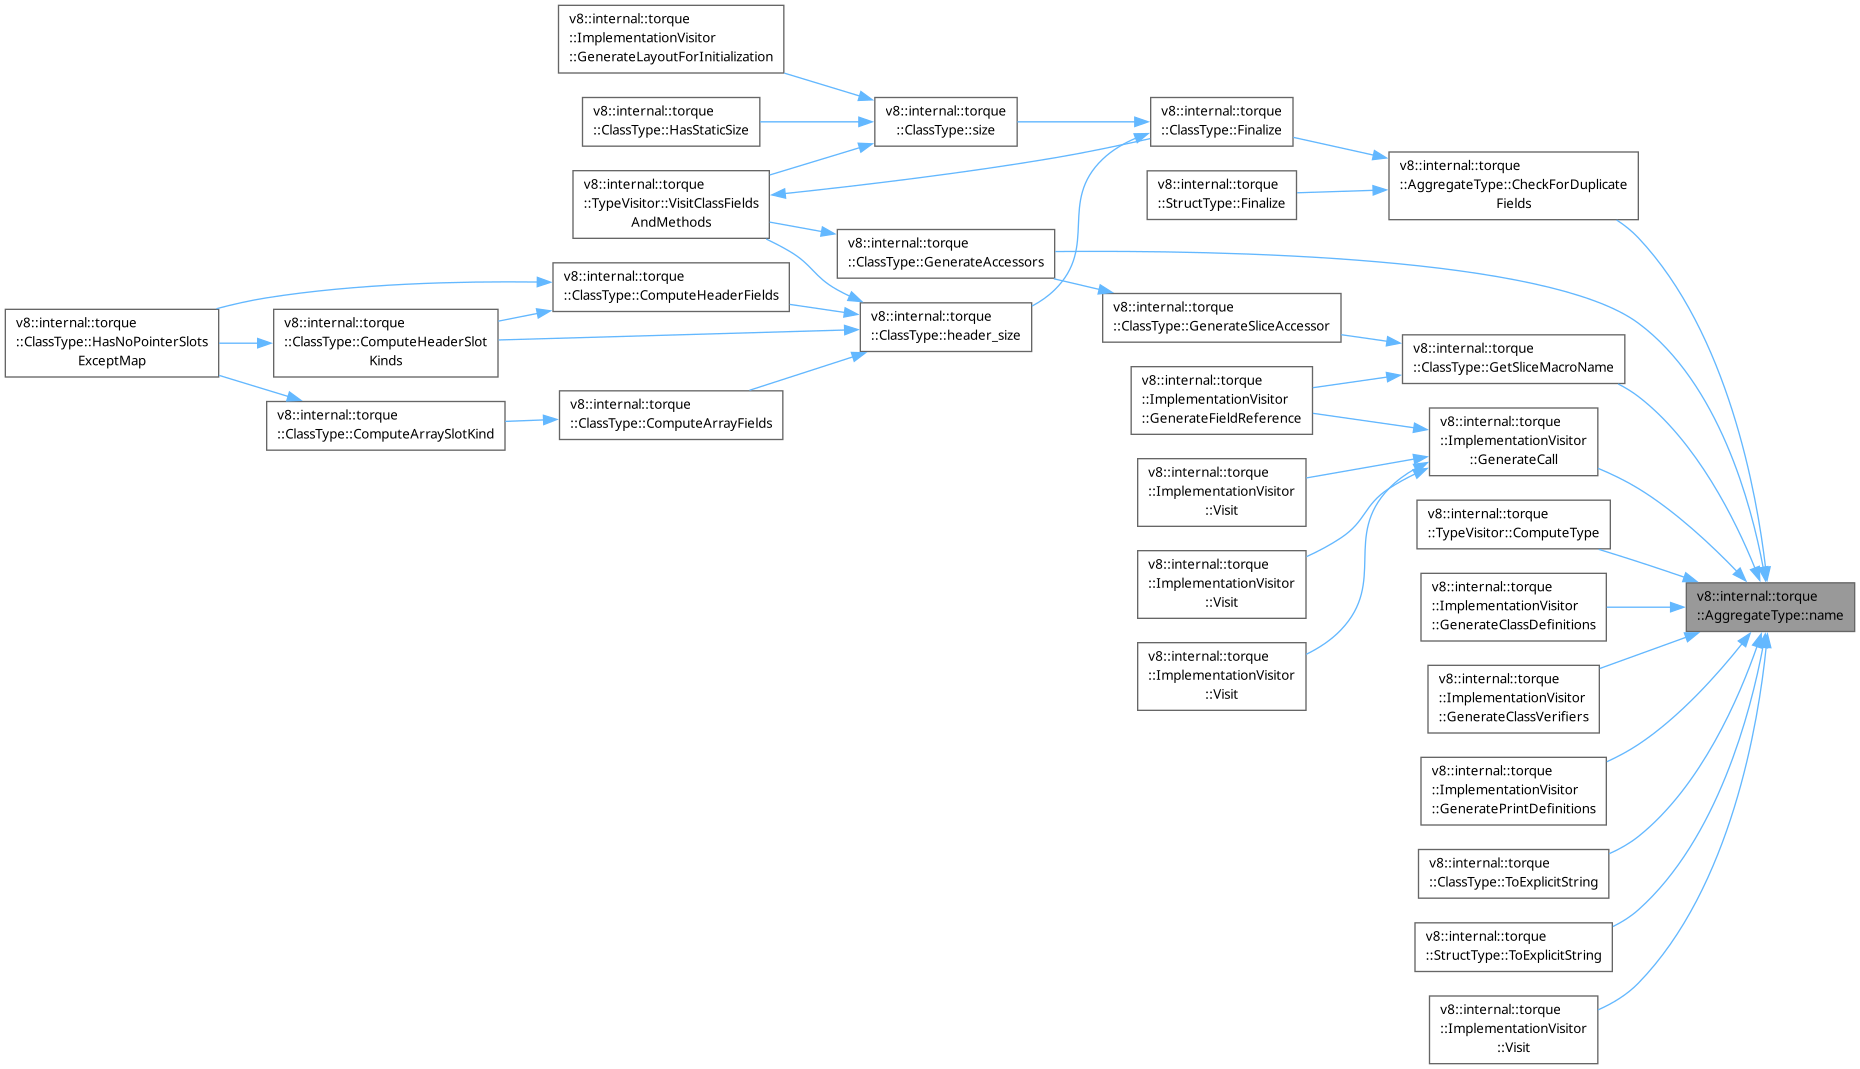 v8::internal::torque
::ImplementationVisitor
::GenerateLayoutForInitialization
v8::internal::torque
::ClassType::HasStaticSize
v8::internal::torque
::ClassType::size
v8::internal::torque
::ClassType::Finalize
v8::internal::torque
::AggregateType::CheckForDuplicate
Fields
v8::internal::torque
::StructType::Finalize
v8::internal::torque
::TypeVisitor::VisitClassFields
AndMethods
v8::internal::torque
::ClassType::GenerateAccessors
v8::internal::torque
::ClassType::ComputeHeaderFields
v8::internal::torque
::ClassType::GenerateSliceAccessor
v8::internal::torque
::ClassType::HasNoPointerSlots
ExceptMap
v8::internal::torque
::ClassType::ComputeHeaderSlot
Kinds
v8::internal::torque
::ClassType::header_size
v8::internal::torque
::ClassType::GetSliceMacroName
v8::internal::torque
::ImplementationVisitor
::GenerateFieldReference
v8::internal::torque
::ClassType::ComputeArraySlotKind
v8::internal::torque
::ClassType::ComputeArrayFields
v8::internal::torque
::ImplementationVisitor
::GenerateCall
v8::internal::torque
::ImplementationVisitor
::Visit
v8::internal::torque
::TypeVisitor::ComputeType
v8::internal::torque
::ImplementationVisitor
::Visit
v8::internal::torque
::ImplementationVisitor
::GenerateClassDefinitions
v8::internal::torque
::AggregateType::name
v8::internal::torque
::ImplementationVisitor
::Visit
v8::internal::torque
::ImplementationVisitor
::GenerateClassVerifiers
v8::internal::torque
::ImplementationVisitor
::GeneratePrintDefinitions
v8::internal::torque
::ClassType::ToExplicitString
v8::internal::torque
::StructType::ToExplicitString
v8::internal::torque
::ImplementationVisitor
::Visit